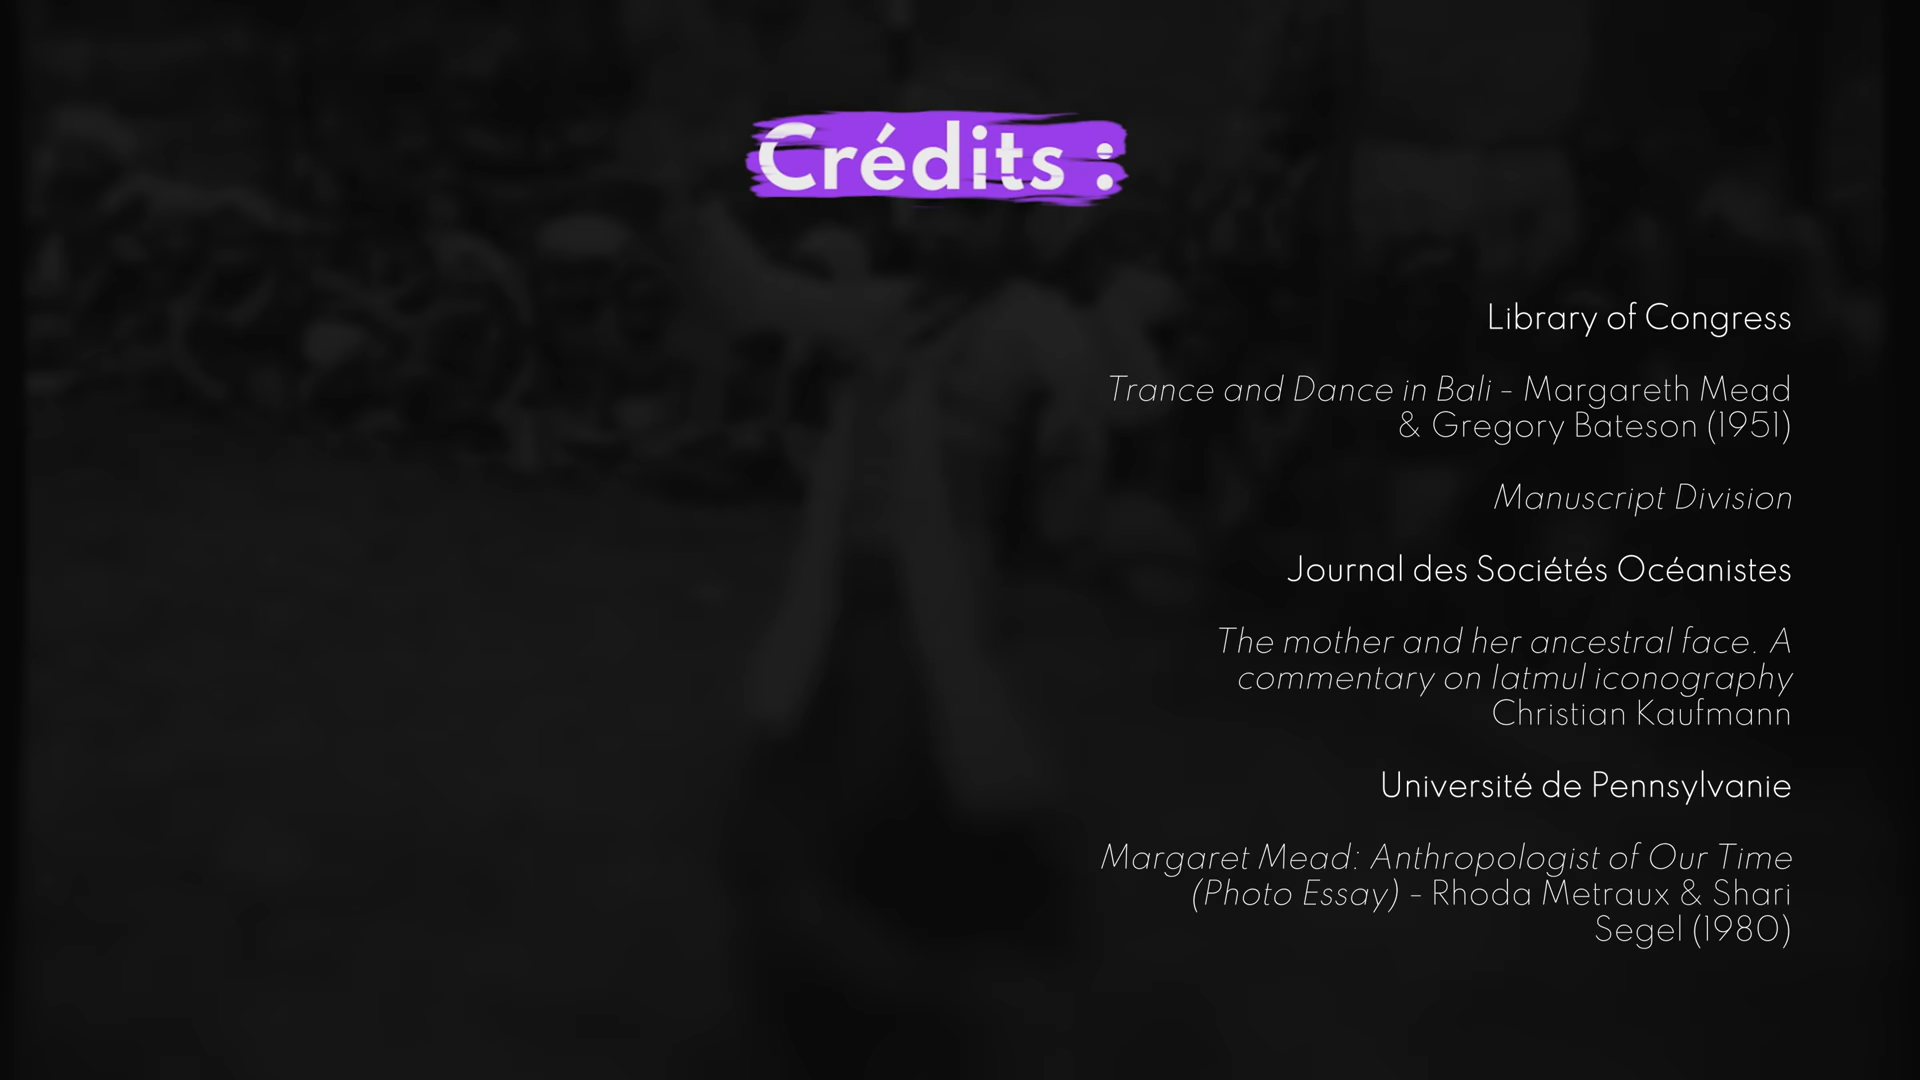 Crédits :
Library of Congress
Trance and Dance in Bali - Margareth Mead
& Gregory Bateson (1951)
Manuscript Division
Journal des Sociétés Océanistes
The mother and her ancestral face. A
commentary on Iatmul iconography
Christian Kaufmann
Université de Pennsylvanie
Margaret Mead: Anthropologist of Our Time
(Photo Essay) - Rhoda Metraux & Shari
Segel (1980)